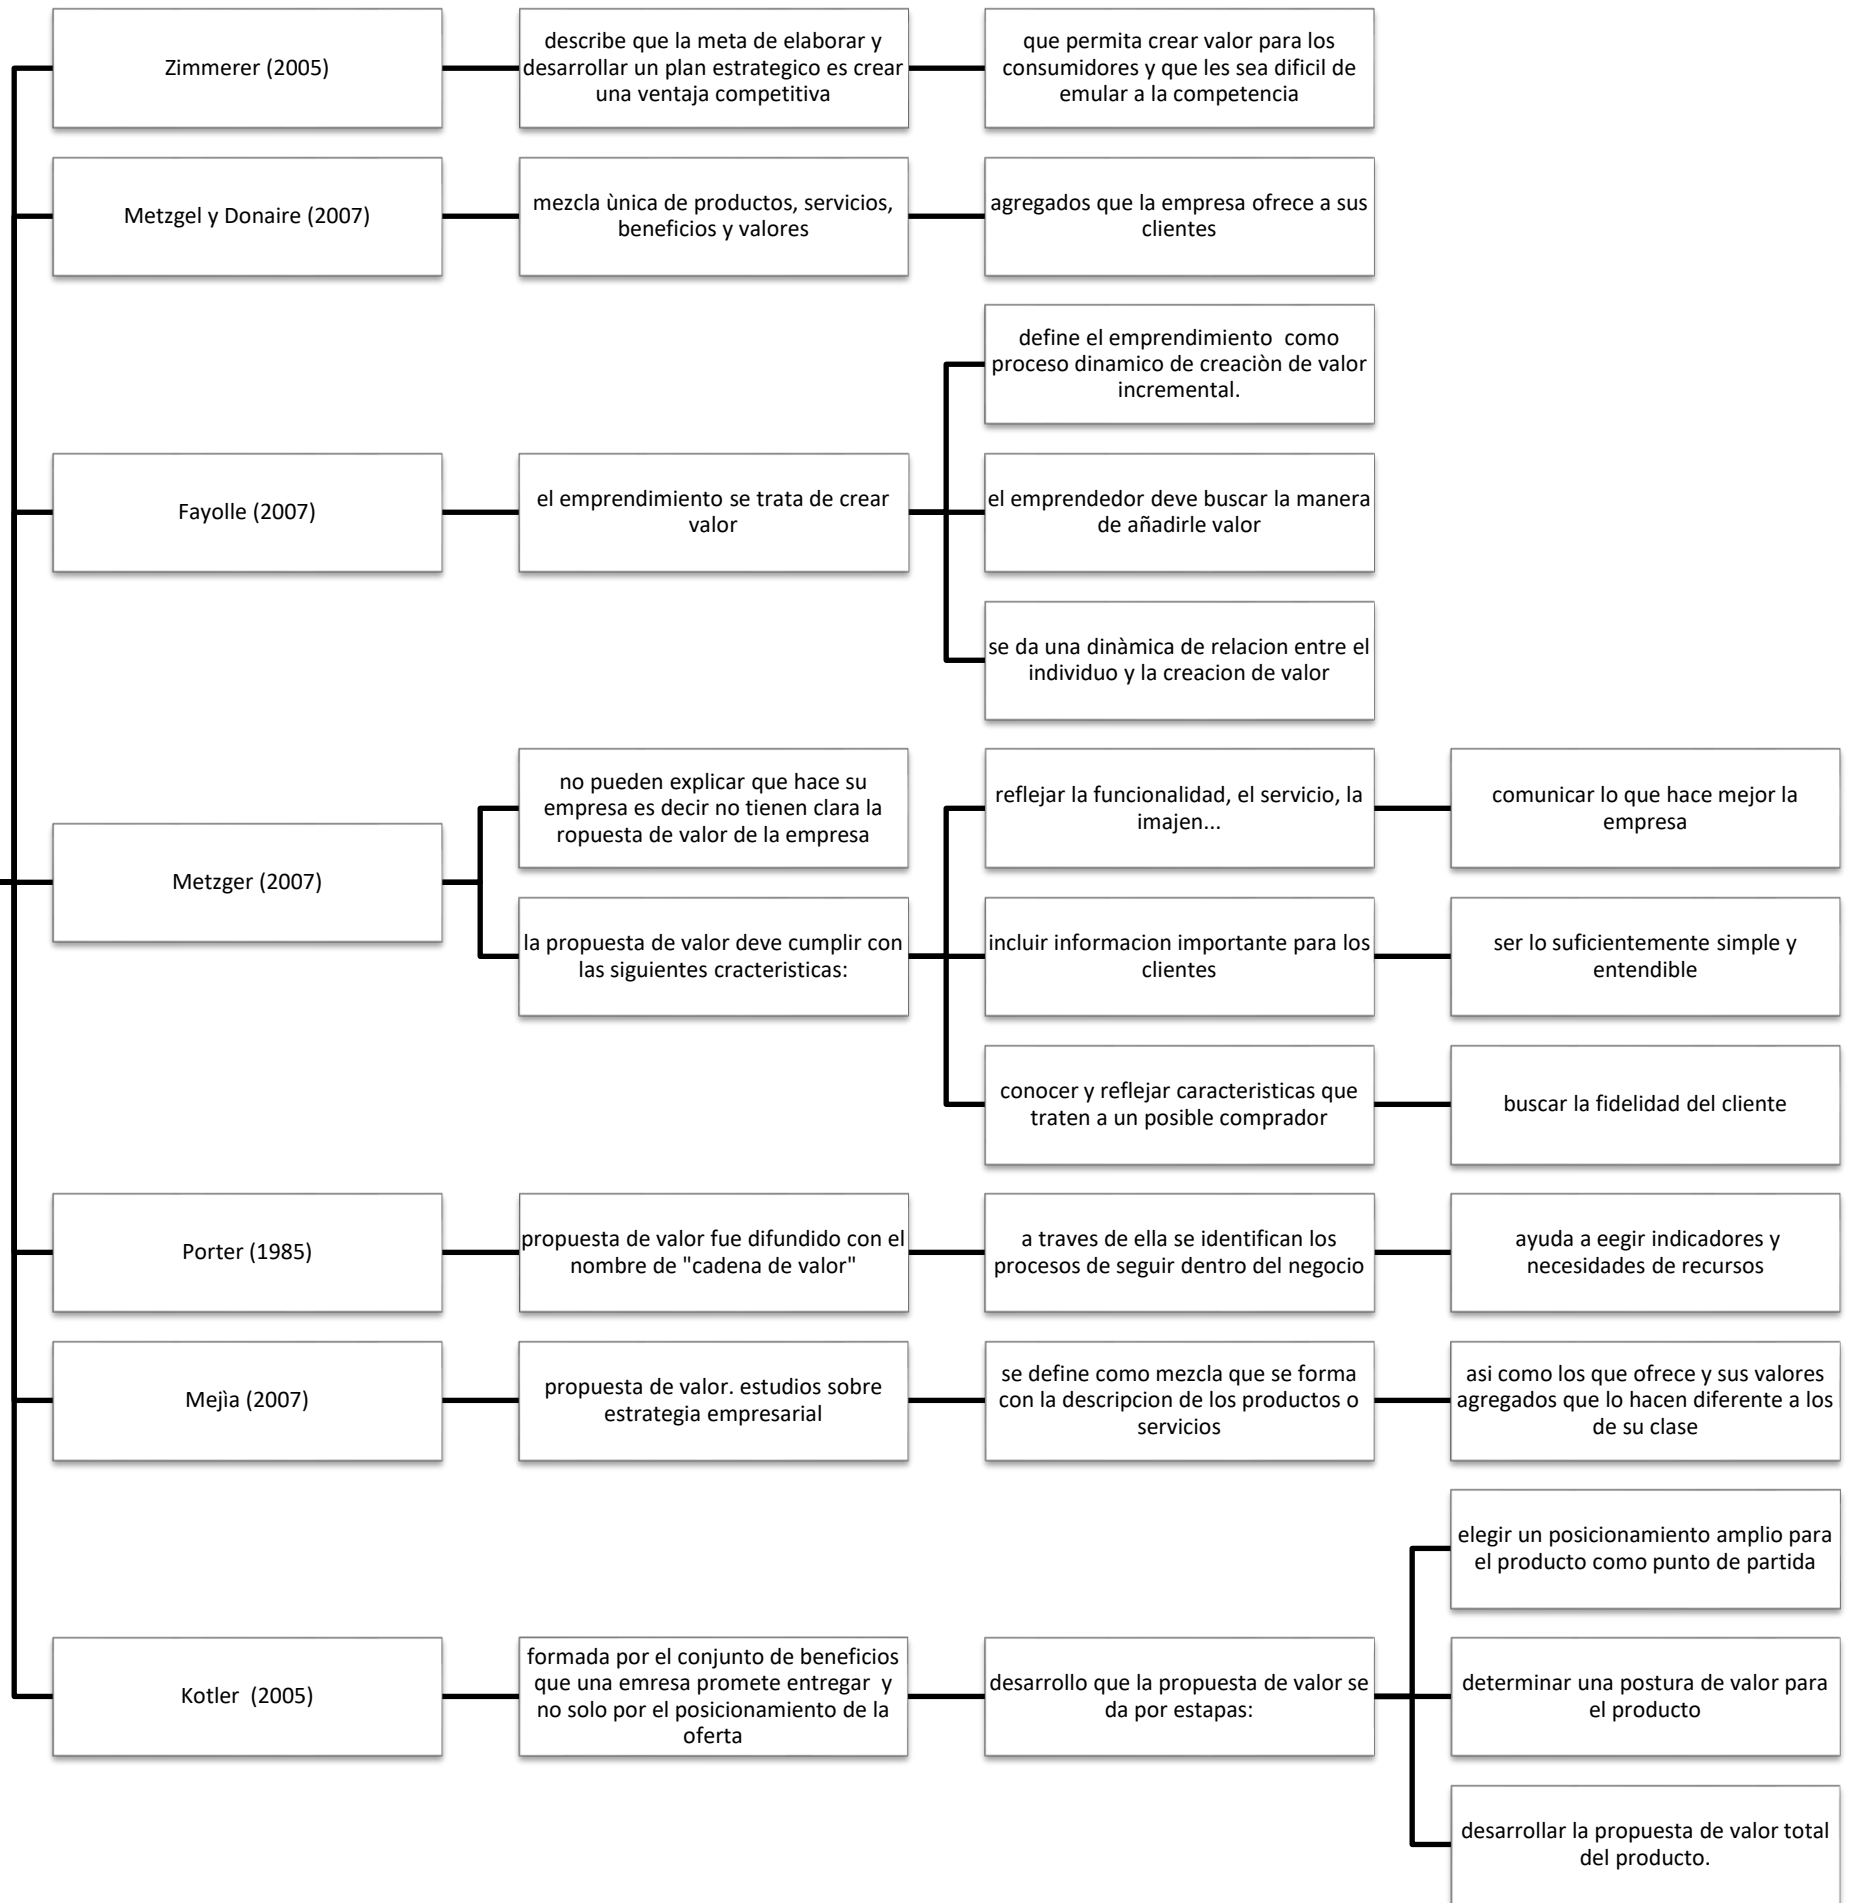 Zimmerer (2005)
describe que la meta de elaborar y
desarrollar un plan estrategico es crear
una ventaja competitiva
que permita crear valor para los
consumidores y que les sea dificil de
emular a la competencia
Metzgel y Donaire (2007)
mezcla ùnica de productos, servicios,
beneficios y valores
agregados que la empresa ofrece a sus
clientes
Fayolle (2007)
el emprendimiento se trata de crear
valor
define el emprendimiento  como
proceso dinamico de creaciòn de valor
incremental.
el emprendedor deve buscar la manera
de añadirle valor
se da una dinàmica de relacion entre el
individuo y la creacion de valor
Metzger (2007)
no pueden explicar que hace su
empresa es decir no tienen clara la
ropuesta de valor de la empresa
la propuesta de valor deve cumplir con
las siguientes cracteristicas:
reflejar la funcionalidad, el servicio, la
imajen...
comunicar lo que hace mejor la
empresa
incluir informacion importante para los
clientes
ser lo suficientemente simple y
entendible
conocer y reflejar caracteristicas que
traten a un posible comprador
buscar la fidelidad del cliente
Porter (1985)
propuesta de valor fue difundido con el
nombre de "cadena de valor"
a traves de ella se identifican los
procesos de seguir dentro del negocio
ayuda a eegir indicadores y
necesidades de recursos
Mejìa (2007)
propuesta de valor. estudios sobre
estrategia empresarial
se define como mezcla que se forma
con la descripcion de los productos o
servicios
asi como los que ofrece y sus valores
agregados que lo hacen diferente a los
de su clase
Kotler  (2005)
formada por el conjunto de beneficios
que una emresa promete entregar  y
no solo por el posicionamiento de la
oferta
desarrollo que la propuesta de valor se
da por estapas:
elegir un posicionamiento amplio para
el producto como punto de partida
determinar una postura de valor para
el producto
desarrollar la propuesta de valor total
del producto.